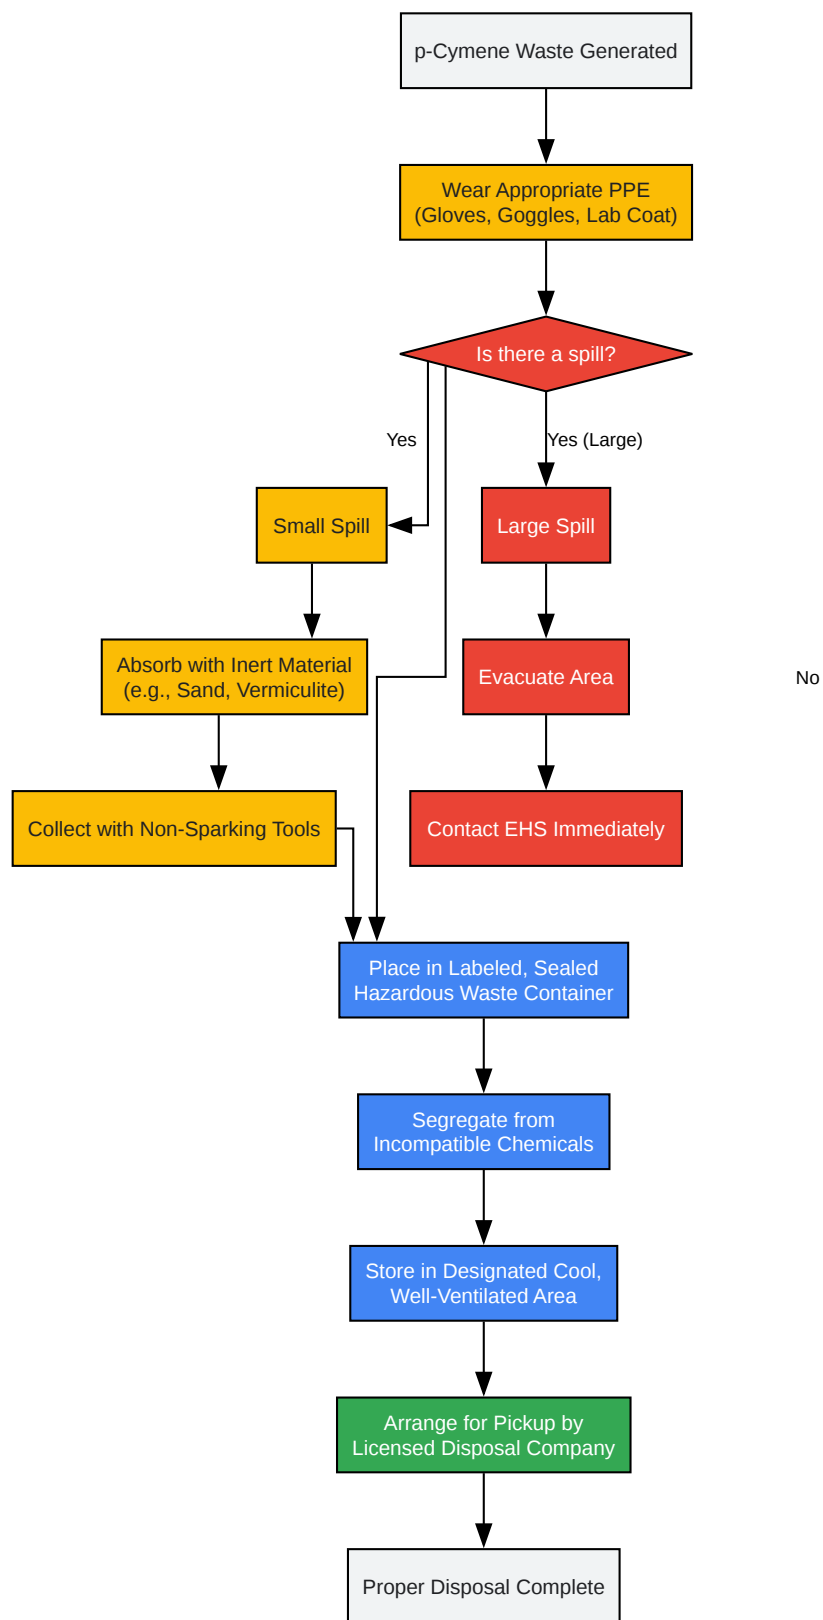 p-Cymene Waste Generated
Wear Appropriate PPE
(Gloves, Goggles, Lab Coat)
Is there a spill?
Yes
Yes (Large)
Small Spill
Large Spill
Absorb with Inert Material
(e.g., Sand, Vermiculite)
Evacuate Area
No
Collect with Non-Sparking Tools
Contact EHS Immediately
Place in Labeled, Sealed
Hazardous Waste Container
Segregate from
Incompatible Chemicals
Store in Designated Cool,
Well-Ventilated Area
Arrange for Pickup by
Licensed Disposal Company
Proper Disposal Complete